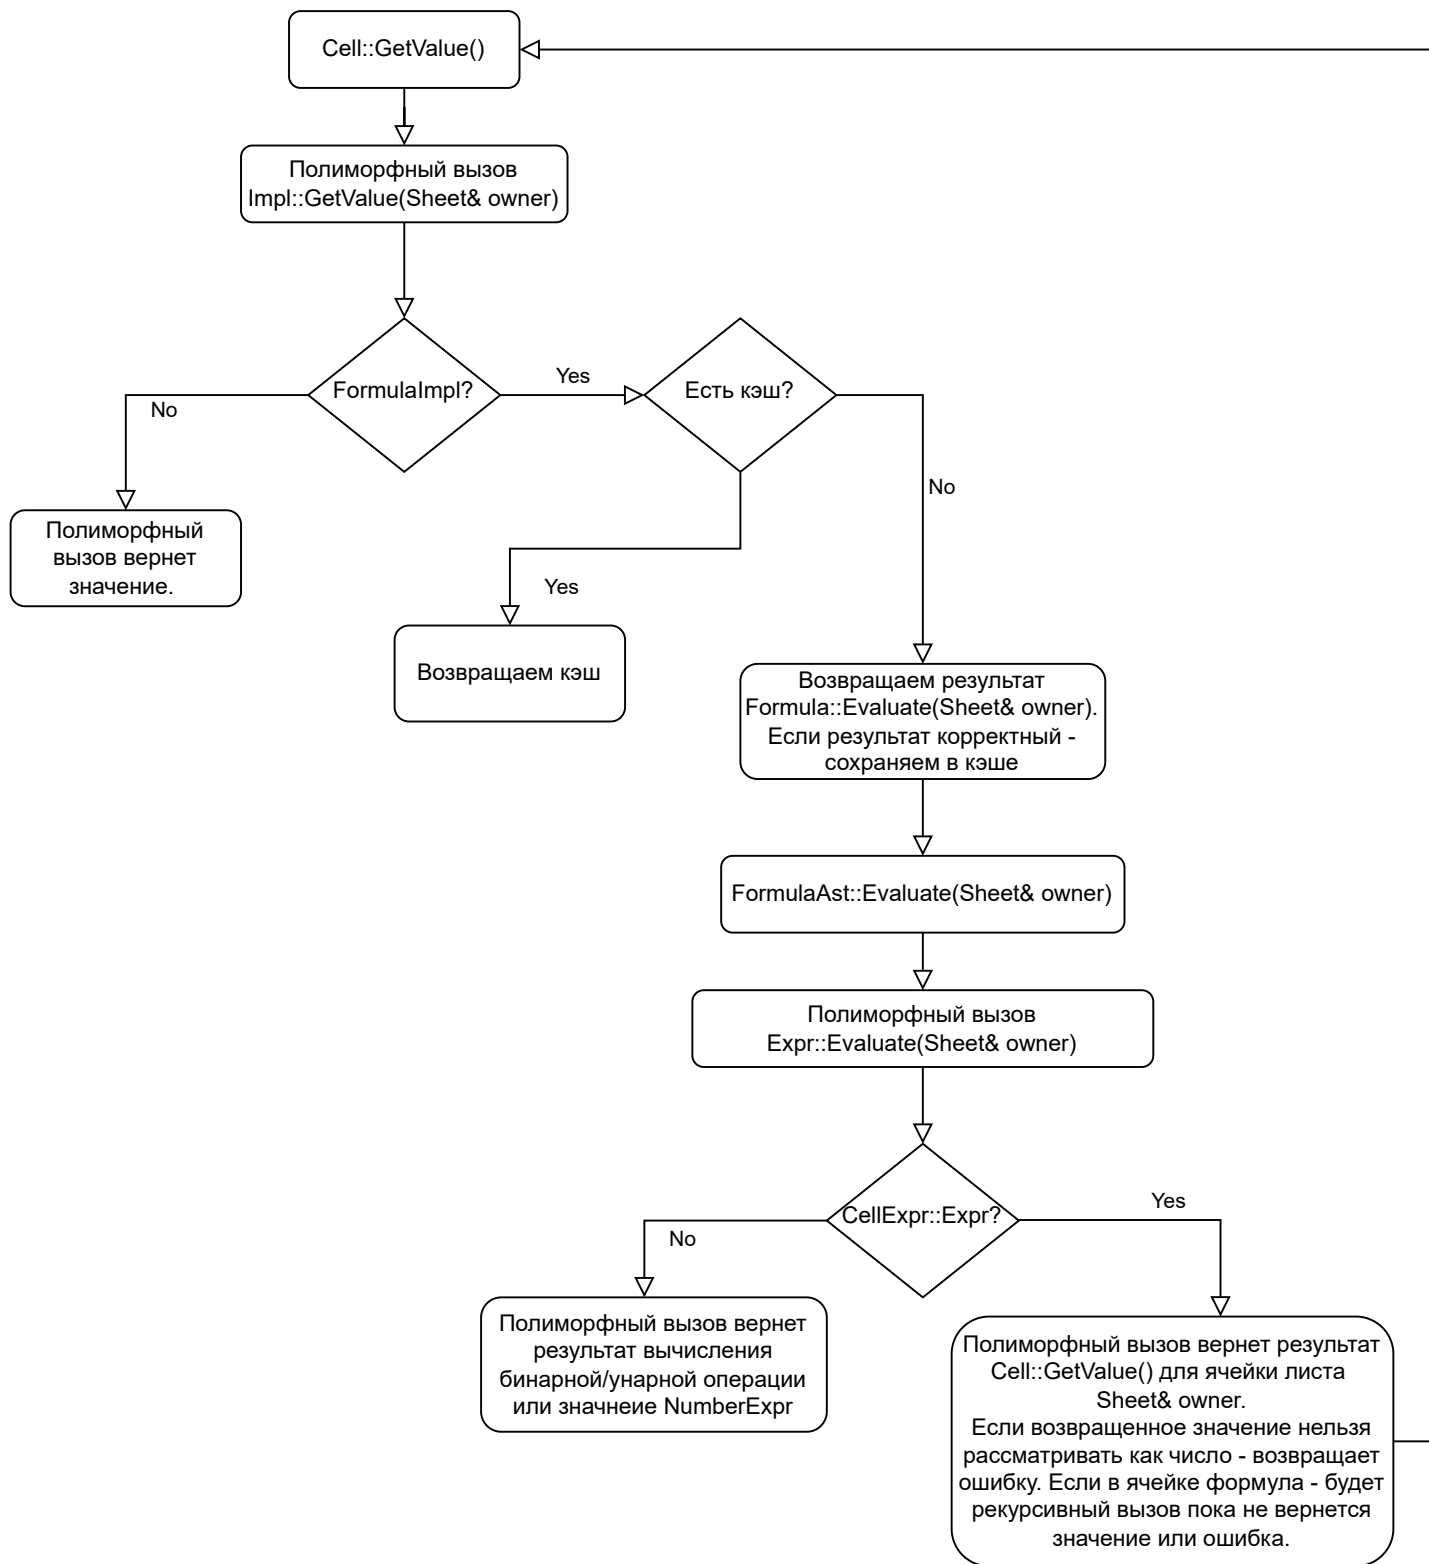 Cell::GetValue()
Полиморфный вызов
Impl::GetValue(Sheet& owner)
FormulaImpl?
Yes
Есть кэш?
No
No
Полиморфный
вызов вернет
значение.
Yes
Возвращаем кэш
Возвращаем результат
Formula::Evaluate(Sheet& owner).
Если результат корректный -
сохраняем в кэше
FormulaAst::Evaluate(Sheet& owner)
Полиморфный вызов
Expr::Evaluate(Sheet& owner)
CellExpr::Expr?
Yes
No
Полиморфный вызов вернет
результат вычисления
бинарной/унарной операции
или значнеие NumberExpr
Полиморфный вызов вернет результат
Cell::GetValue() для ячейки листа
Sheet& owner.
Если возвращенное значение нельзя
рассматривать как число - возвращает
ошибку. Если в ячейке формула - будет
рекурсивный вызов пока не вернется
значение или ошибка.